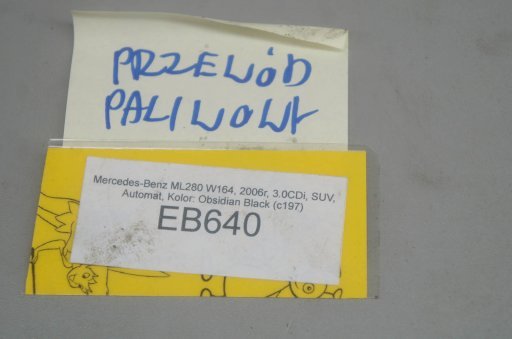 PRZEWÓD
PALIWOWY
Mercedes-Benz ML280 W164, 2006r, 3.0CDi, SUV,
Automat, Kolor: Obsidian Black (c197)
EB640